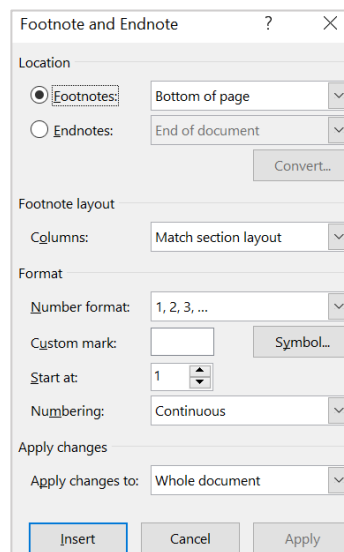 Footnote and Endnote ?
Location
Footnotes: Bottom of page
Endnotes: End of document
Convert...
Footnote layout
Columns: Match section layout
Format
Number format: 1, 2, 3, ...
Custom mark: Symbol...
Start at: 1
Numbering: Continuous
Apply changes
Apply changes to: Whole document
Insert Cancel Apply